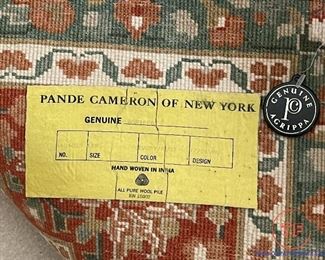 PANDE CAMERON OF NEW YORK
GENUINE
NO. SIZE COLOR DESIGN
HAND WOVEN IN INDIA
ALL PURE WOOL PILE
GENUINE
AGRIPPA